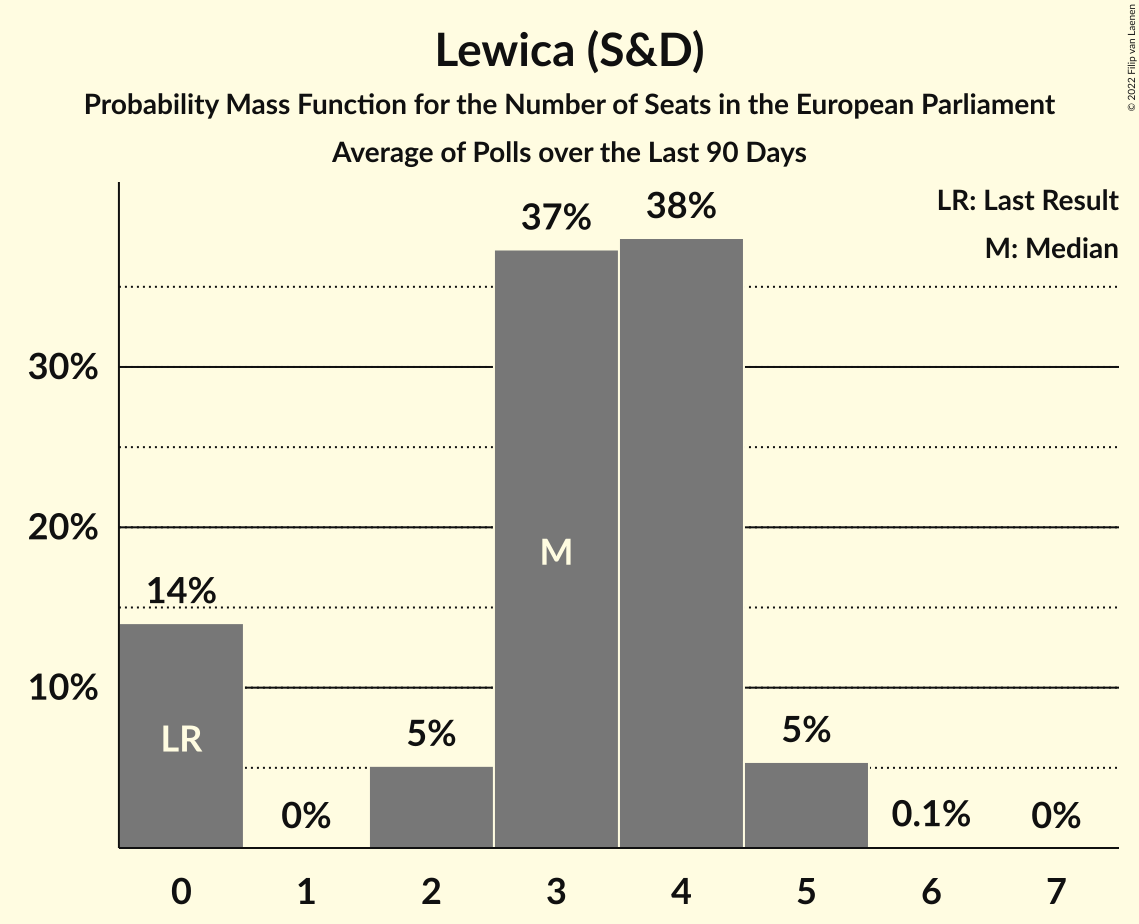 Lewica (S&D)
Probability Mass Function for the Number of Seats in the European Parliament
Average of Polls over the Last 90 Days
© 2022 Filip van Laenen
LR: Last Result
M: Median
37%
38%
30%
20%
14%
10%
5%
5%
0%
0.1%
0%
M
LR
0
1
2
3
4
5
6
7